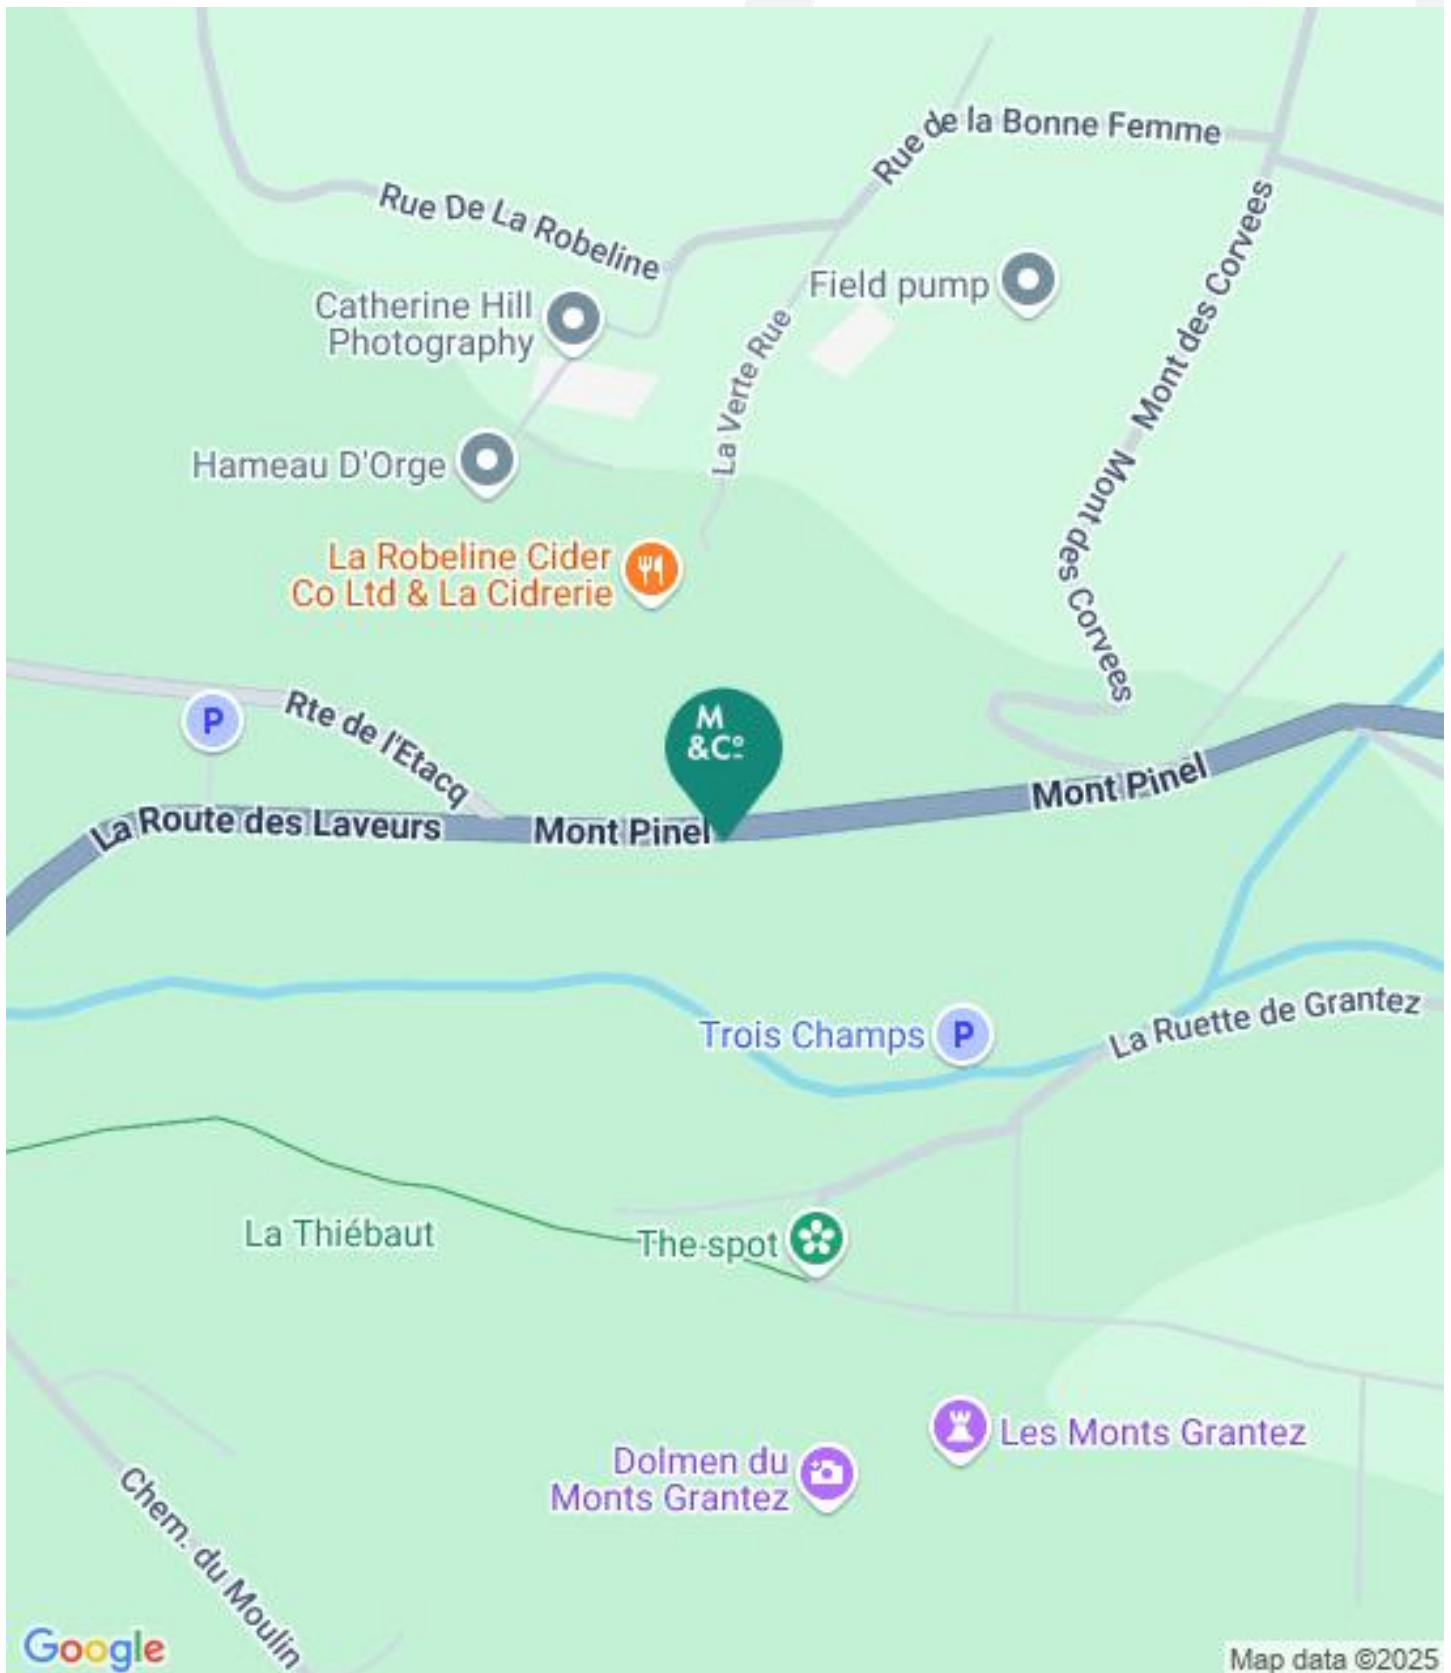 Rue de la Bonne Femme
Rue De La Robeline
Mont des Corvees
Field pump
Catherine Hill
Photography
La Verte Rue
Hameau D'Orge
Mont des Corvees
La Robeline Cider
Co Ltd & La Cidrerie
P
Rte de l'Etacq
M
&Cº
Mont Pinel
La Route des Laveurs
Mont Pinel
Trois Champs
P
La Ruette de Grantez
La Thiébaut
The-spot
Les Monts Grantez
Dolmen du
Monts Grantez
Chem. du Moulin
Google
Map data ©2025